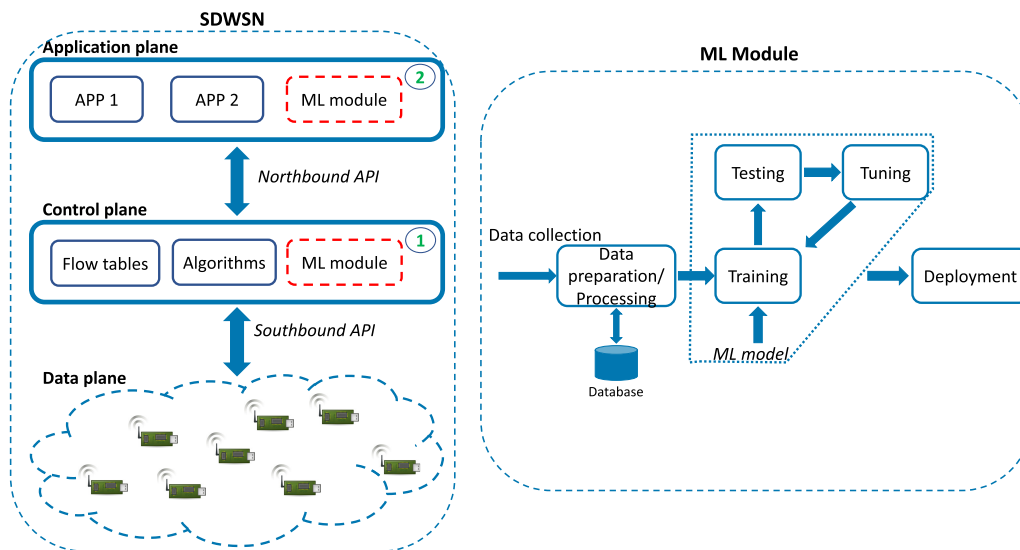 SDWSN
Application plane
2
APP 1
APP 2
ML module
Northbound API
Control plane
1
Flow tables
Algorithms
ML module
Southbound API
Data plane
ML Module
Testing
Tuning
Data collection
Data
preparation/
Processing
Training
Deployment
ML model
Database